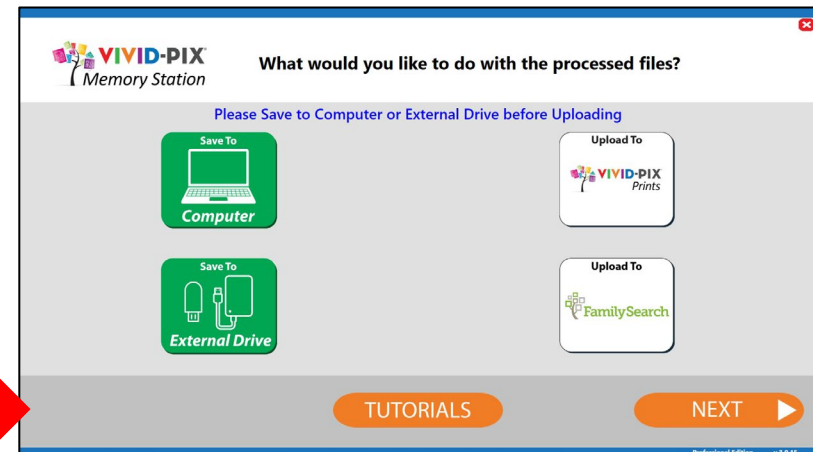 VIVID-PIX
Memory Station
What would you like to do with the processed files?
Please Save to Computer or External Drive before Uploading
Save To
Computer
Upload To
VIVID-PIX
Prints
Save To
External Drive
Upload To
FamilySearch
TUTORIALS
NEXT
Professional Edition